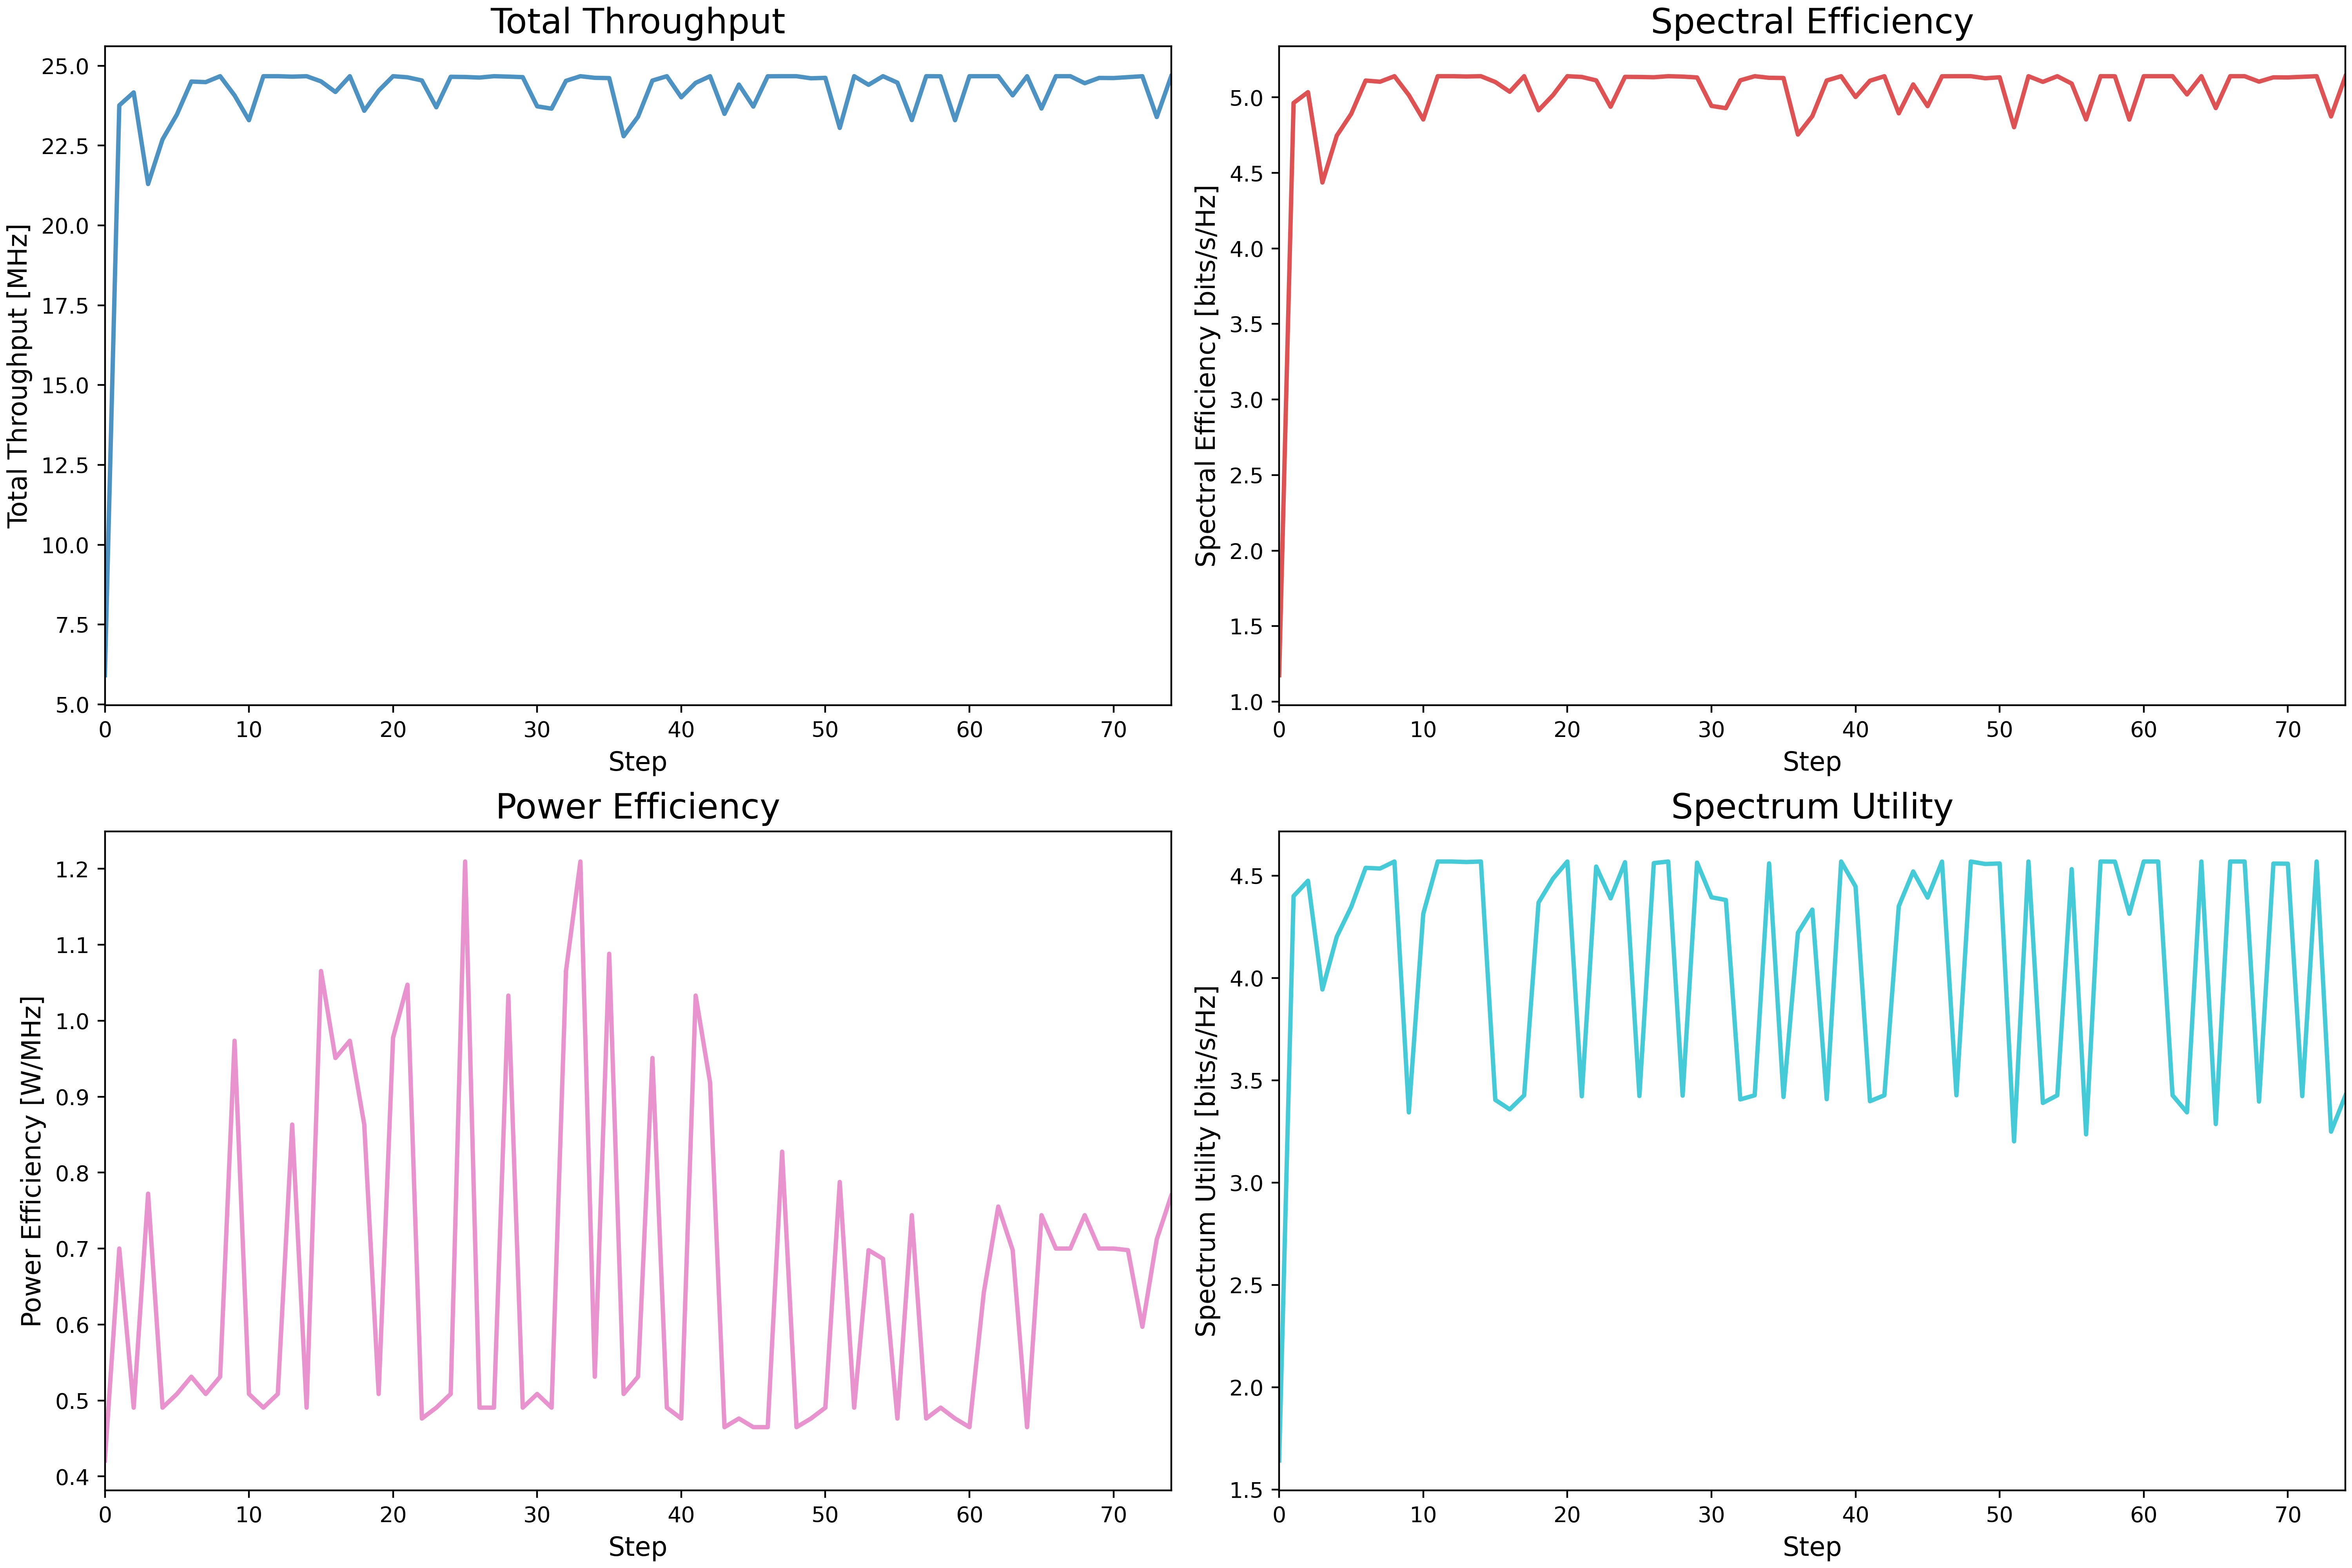 Total Throughput
Total Throughput [MHz]
25.0
22.5
20.0
17.5
15.0
12.5
10.0
7.5
5.0
0 10 20 30 40 50 60 70
Step
Spectral Efficiency
Spectral Efficiency [bits/s/Hz]
5.0
4.5
4.0
3.5
3.0
2.5
2.0
1.5
1.0
0 10 20 30 40 50 60 70
Step
Power Efficiency
Power Efficiency [W/MHz]
1.2
1.1
1.0
0.9
0.8
0.7
0.6
0.5
0.4
0 10 20 30 40 50 60 70
Step
Spectrum Utility
Spectrum Utility [bits/s/Hz]
4.5
4.0
3.5
3.0
2.5
2.0
1.5
0 10 20 30 40 50 60 70
Step